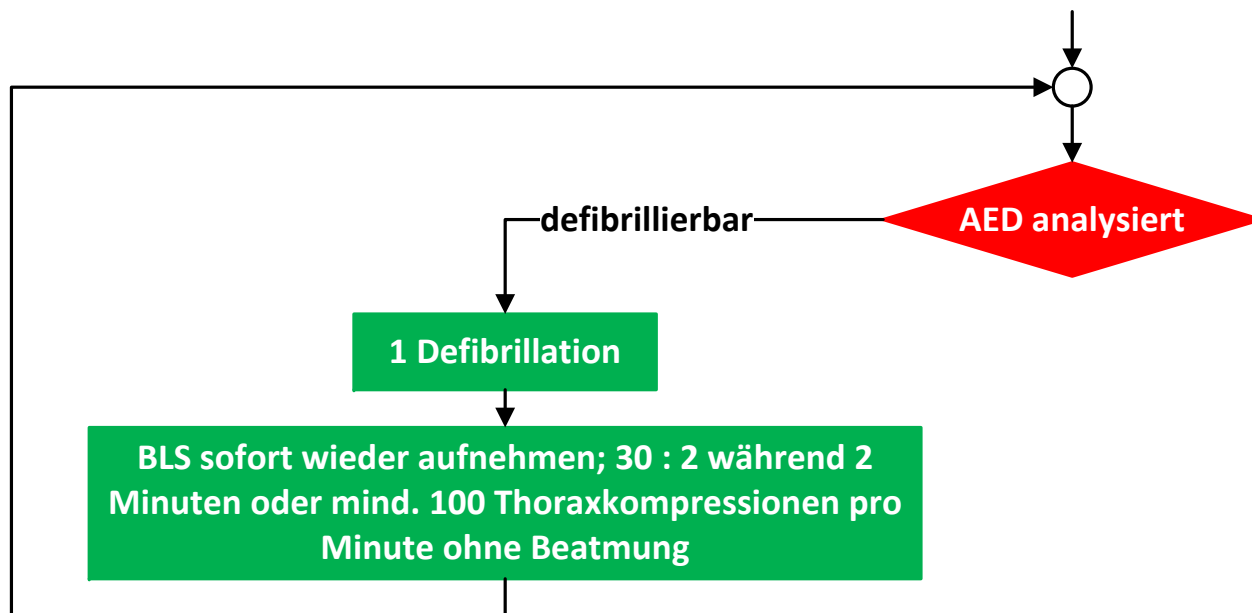 AED analysiert
defibrillierbar
1 Defibrillation
BLS sofort wieder aufnehmen; 30 : 2 während 2
Minuten oder mind. 100 Thoraxkompressionen pro
Minute ohne Beatmung